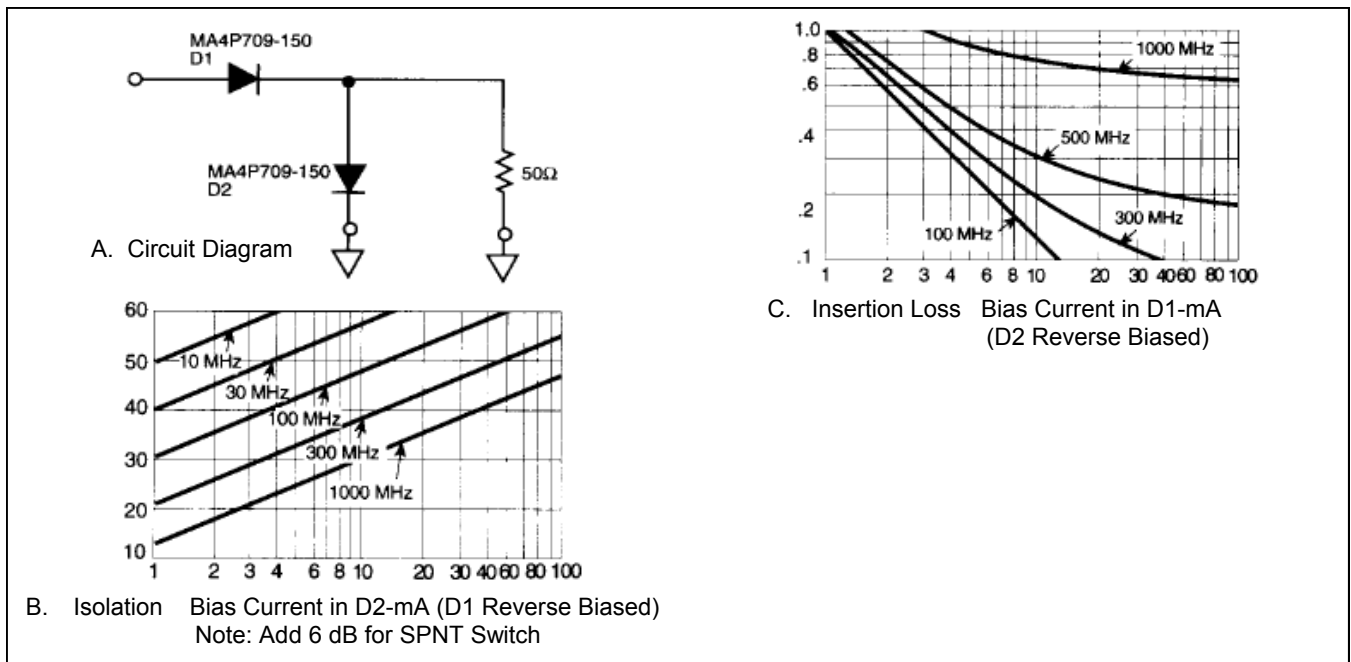 MA4P709-150
D1
MA4P709-150
D2
50Ω
A. Circuit Diagram
60
50
40
30
20
10
10 MHz
30 MHz
100 MHz
300 MHz
1000 MHz
1 2 3 4 6 8 10 20 30 40 60 80 100
B. Isolation Bias Current in D2-mA (D1 Reverse Biased)
Note: Add 6 dB for SPNT Switch
1.0
.8
.6
.4
.2
.1
1000 MHz
500 MHz
300 MHz
100 MHz
1 2 3 4 6 8 10 20 30 40 60 80 100
C. Insertion Loss Bias Current in D1-mA
(D2 Reverse Biased)